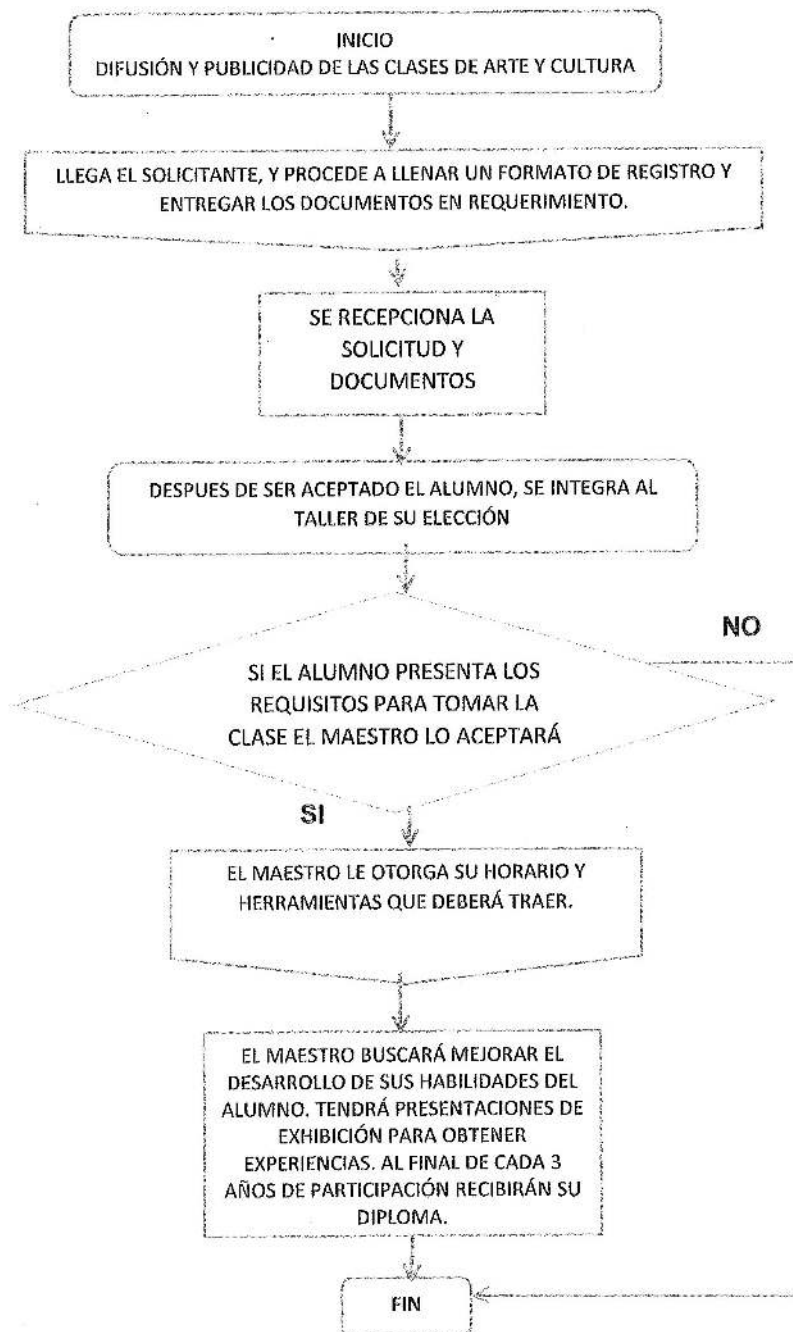 INICIO
DIFUSIÓN Y PUBLICIDAD DE LAS CLASES DE ARTE Y CULTURA
LLEGA EL SOLICITANTE, Y PROCEDE A LLENAR UN FORMATO DE REGISTRO Y
ENTREGAR LOS DOCUMENTOS EN REQUERIMIENTO.
SE RECEPCIONA LA
SOLICITUD Y
DOCUMENTOS
DESPUES DE SER ACEPTADO EL ALUMNO, SE INTEGRA AL
TALLER DE SU ELECCIÓN
NO
SI EL ALUMNO PRESENTA LOS
REQUISITOS PARA TOMAR LA
CLASE EL MAESTRO LO ACEPTARÁ
SI
EL MAESTRO LE OTORGA SU HORARIO Y
HERRAMIENTAS QUE DEBERÁ TRAER.
EL MAESTRO BUSCARÁ MEJORAR EL
DESARROLLO DE SUS HABILIDADES DEL
ALUMNO. TENDRÁ PRESENTACIONES DE
EXHIBICIÓN PARA OBTENER
EXPERIENCIAS. AL FINAL DE CADA 3
AÑOS DE PARTICIPACIÓN RECIBIRÁN SU
DIPLOMA.
FIN